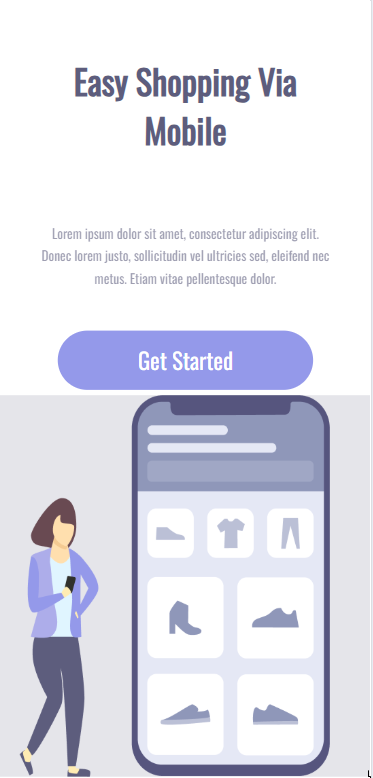 Easy Shopping Via
Mobile
Lorem ipsum dolor sit amet, consectetur adipiscing elit.
Donec lorem justo, sollicitudin vel ultricies sed, eleifend nec
metus. Etiam vitae pellentesque dolor.
Get Started